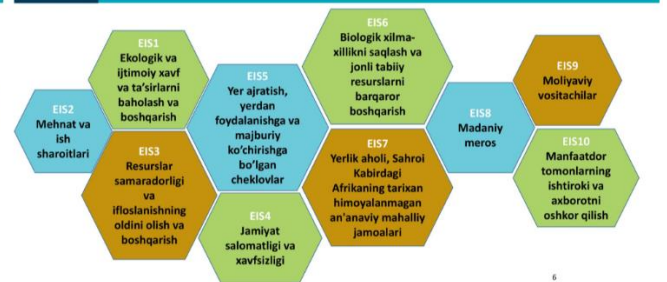 EIS1
Ekologik va
ijtimoiy xavf
va ta'sirlarni
baholash va
boshqarish
EIS2
Mehnat va
ish
sharoitlari
EIS3
Resurslar
samaradorligi
va
ifloslanishning
oldini olish va
boshqarish
EIS4
Jamiyat
salomatligi va
xavfsizligi
EIS5
Yer ajratish,
yerdan
foydalanishga va
majburiy
ko'chirishga
bo'lgan
cheklovlar
EIS6
Biologik xilma-
xillikni saqlash va
jonli tabiiy
resurslarni
barqaror
boshqarish
EIS7
Yerlik aholi, Sahroi
Kabirdagi
Afrikaning tarixan
himoyalanmagan
an'anaviy mahalliy
jamoalari
EIS8
Madaniy
meros
EIS9
Moliyaviy
vositachilar
EIS10
Manfaatdor
tomonlarning
ishtiroki va
axborotni
oshkor qilish
6